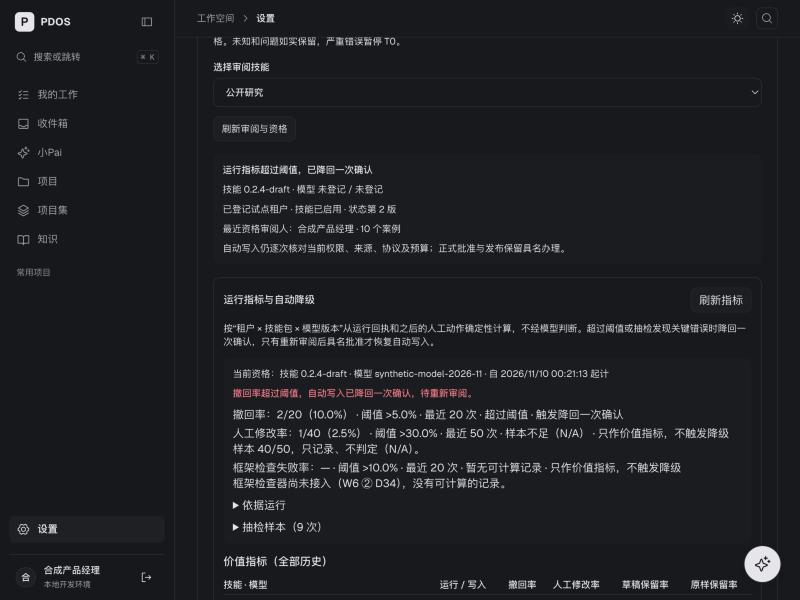 P PDOS
搜索或跳转 ⌘ K
我的工作
收件箱
小Pai
项目
项目集
知识
常用项目
设置
合 合成产品经理
本地开发环境
工作空间 > 设置
格。未知和问题如实保留，严重错误暂停 T0。
选择审阅技能
公开研究
刷新审阅与资格
运行指标超过阈值，已降回一次确认
技能 0.2.4-draft · 模型 未登记 / 未登记
已登记试点租户 · 技能已启用 · 状态第 2 版
最近资格审阅人：合成产品经理 · 10 个案例
自动写入仍逐次核对当前权限、来源、协议及预算；正式批准与发布保留具名办理。
运行指标与自动降级
刷新指标
按“租户 × 技能包 × 模型版本”从运行回执和之后的人工动作确定性计算，不经模型判断。超过阈值或抽检发现关键错误时降回一
次确认，只有重新审阅后具名批准才恢复自动写入。
当前资格：技能 0.2.4-draft · 模型 synthetic-model-2026-11 · 自 2026/11/10 00:21:13 起计
撤回率超过阈值，自动写入已降回一次确认，待重新审阅。
撤回率：2/20（10.0%） · 阈值 >5.0% · 最近 20 次 · 超过阈值 · 触发降回一次确认
人工修改率：1/40（2.5%） · 阈值 >30.0% · 最近 50 次 · 样本不足（N/A） · 只作价值指标，不触发降级
样本 40/50，只记录、不判定（N/A）。
框架检查失败率：— · 阈值 >10.0% · 最近 20 次 · 暂无可计算记录 · 只作价值指标，不触发降级
框架检查器尚未接入（W6 ② D34），没有可计算的记录。
▶ 依据运行
▶ 抽检样本（9 次）
价值指标（全部历史）
技能 · 模型 运行 / 写入 撤回率 人工修改率 草稿保留率 原样保留率